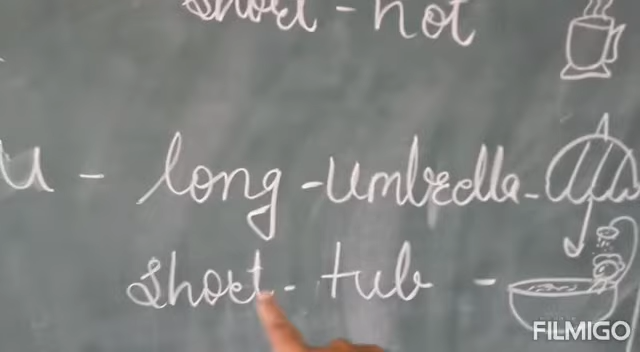 short - hot
u - long - umbrella -
short - tub -
FILMIGO